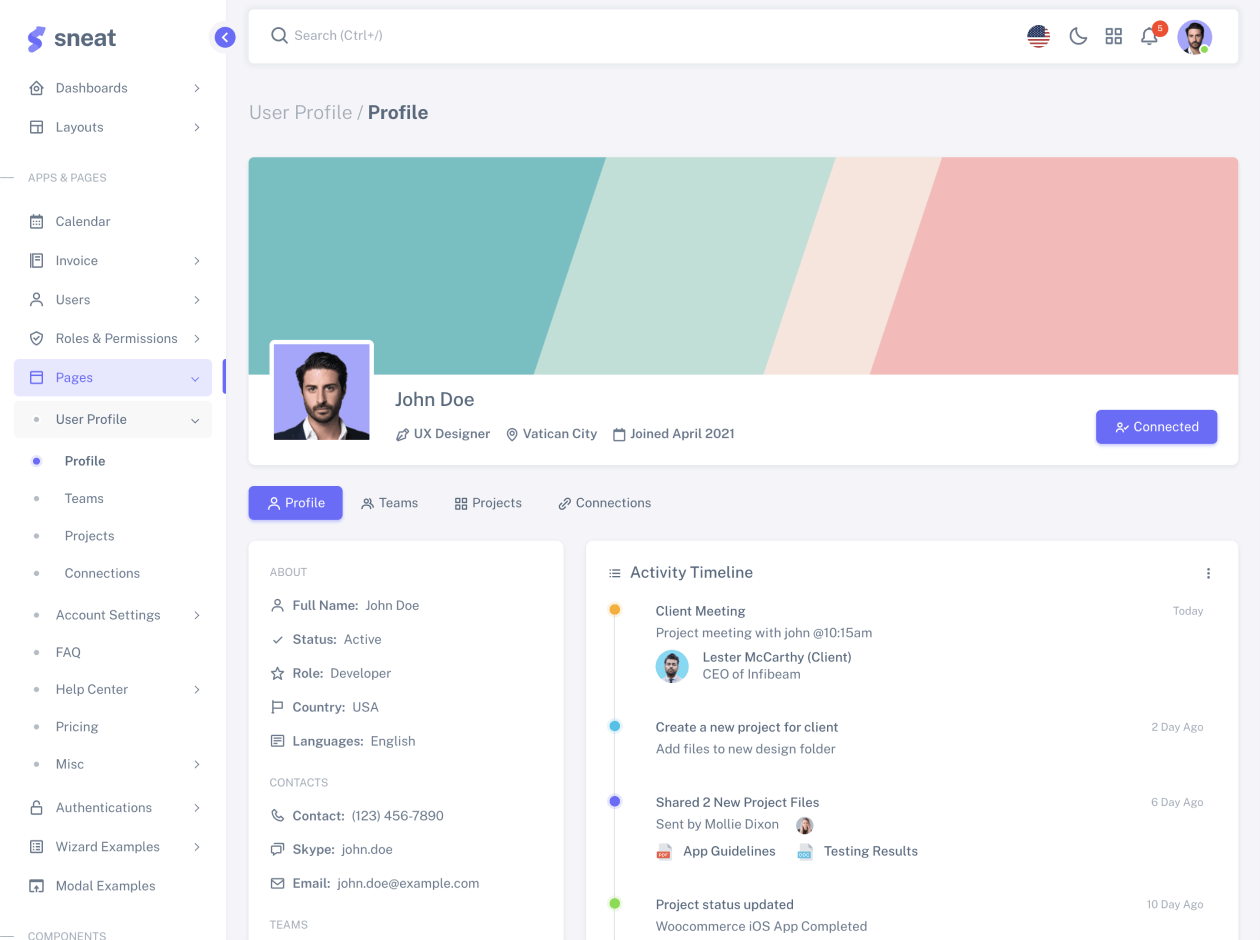 sneat
Search (Ctrl+/)
5
Dashboards
Layouts
APPS & PAGES
Calendar
Invoice
Users
Roles & Permissions
Pages
User Profile
Profile
Teams
Projects
Connections
Account Settings
FAQ
Help Center
Pricing
Misc
Authentications
Wizard Examples
Modal Examples
COMPONENTS
User Profile / Profile
John Doe
UX Designer Vatican City Joined April 2021
Connected
Profile Teams Projects Connections
ABOUT
Full Name: John Doe
Status: Active
Role: Developer
Country: USA
Languages: English
CONTACTS
Contact: (123) 456-7890
Skype: john.doe
Email: john.doe@example.com
TEAMS
Activity Timeline
Client Meeting Today
Project meeting with john @10:15am
Lester McCarthy (Client)
CEO of Infibeam
Create a new project for client 2 Day Ago
Add files to new design folder
Shared 2 New Project Files 6 Day Ago
Sent by Mollie Dixon
PDF App Guidelines DOC Testing Results
Project status updated 10 Day Ago
Woocommerce iOS App Completed